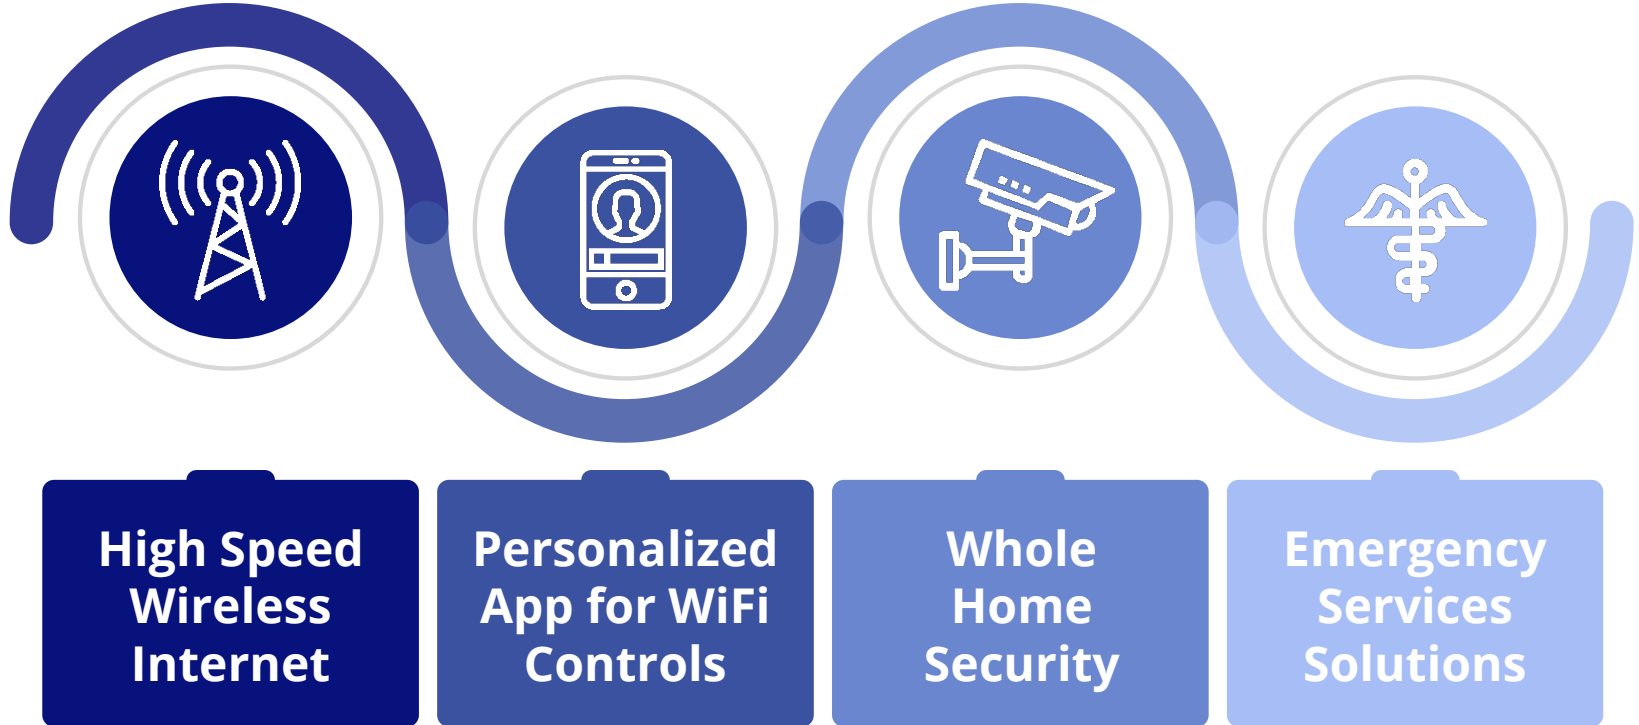 High Speed
Wireless
Internet
Personalized
App for WiFi
Controls
Whole
Home
Security
Emergency
Services
Solutions